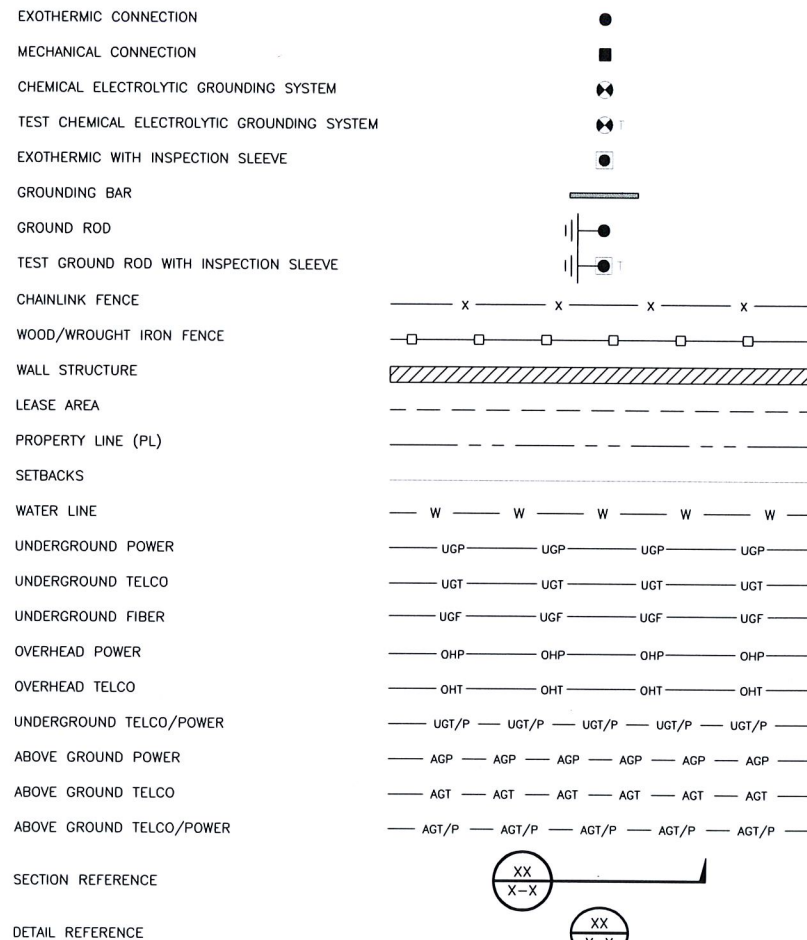 EXOTHERMIC CONNECTION
MECHANICAL CONNECTION
CHEMICAL ELECTROLYTIC GROUNDING SYSTEM
TEST CHEMICAL ELECTROLYTIC GROUNDING SYSTEM T
EXOTHERMIC WITH INSPECTION SLEEVE
GROUNDING BAR
GROUND ROD
TEST GROUND ROD WITH INSPECTION SLEEVE T
CHAINLINK FENCE X X X X
WOOD/WROUGHT IRON FENCE
WALL STRUCTURE
LEASE AREA
PROPERTY LINE (PL)
SETBACKS
WATER LINE W W W W W
UNDERGROUND POWER UGP UGP UGP UGP
UNDERGROUND TELCO UGT UGT UGT UGT
UNDERGROUND FIBER UGF UGF UGF UGF
OVERHEAD POWER OHP OHP OHP OHP
OVERHEAD TELCO OHT OHT OHT OHT
UNDERGROUND TELCO/POWER UGT/P UGT/P UGT/P UGT/P UGT/P
ABOVE GROUND POWER AGP AGP AGP AGP AGP AGP
ABOVE GROUND TELCO AGT AGT AGT AGT AGT AGT
ABOVE GROUND TELCO/POWER AGT/P AGT/P AGT/P AGT/P AGT/P
XX
SECTION REFERENCE
X-X
XX
DETAIL REFERENCE
X-X